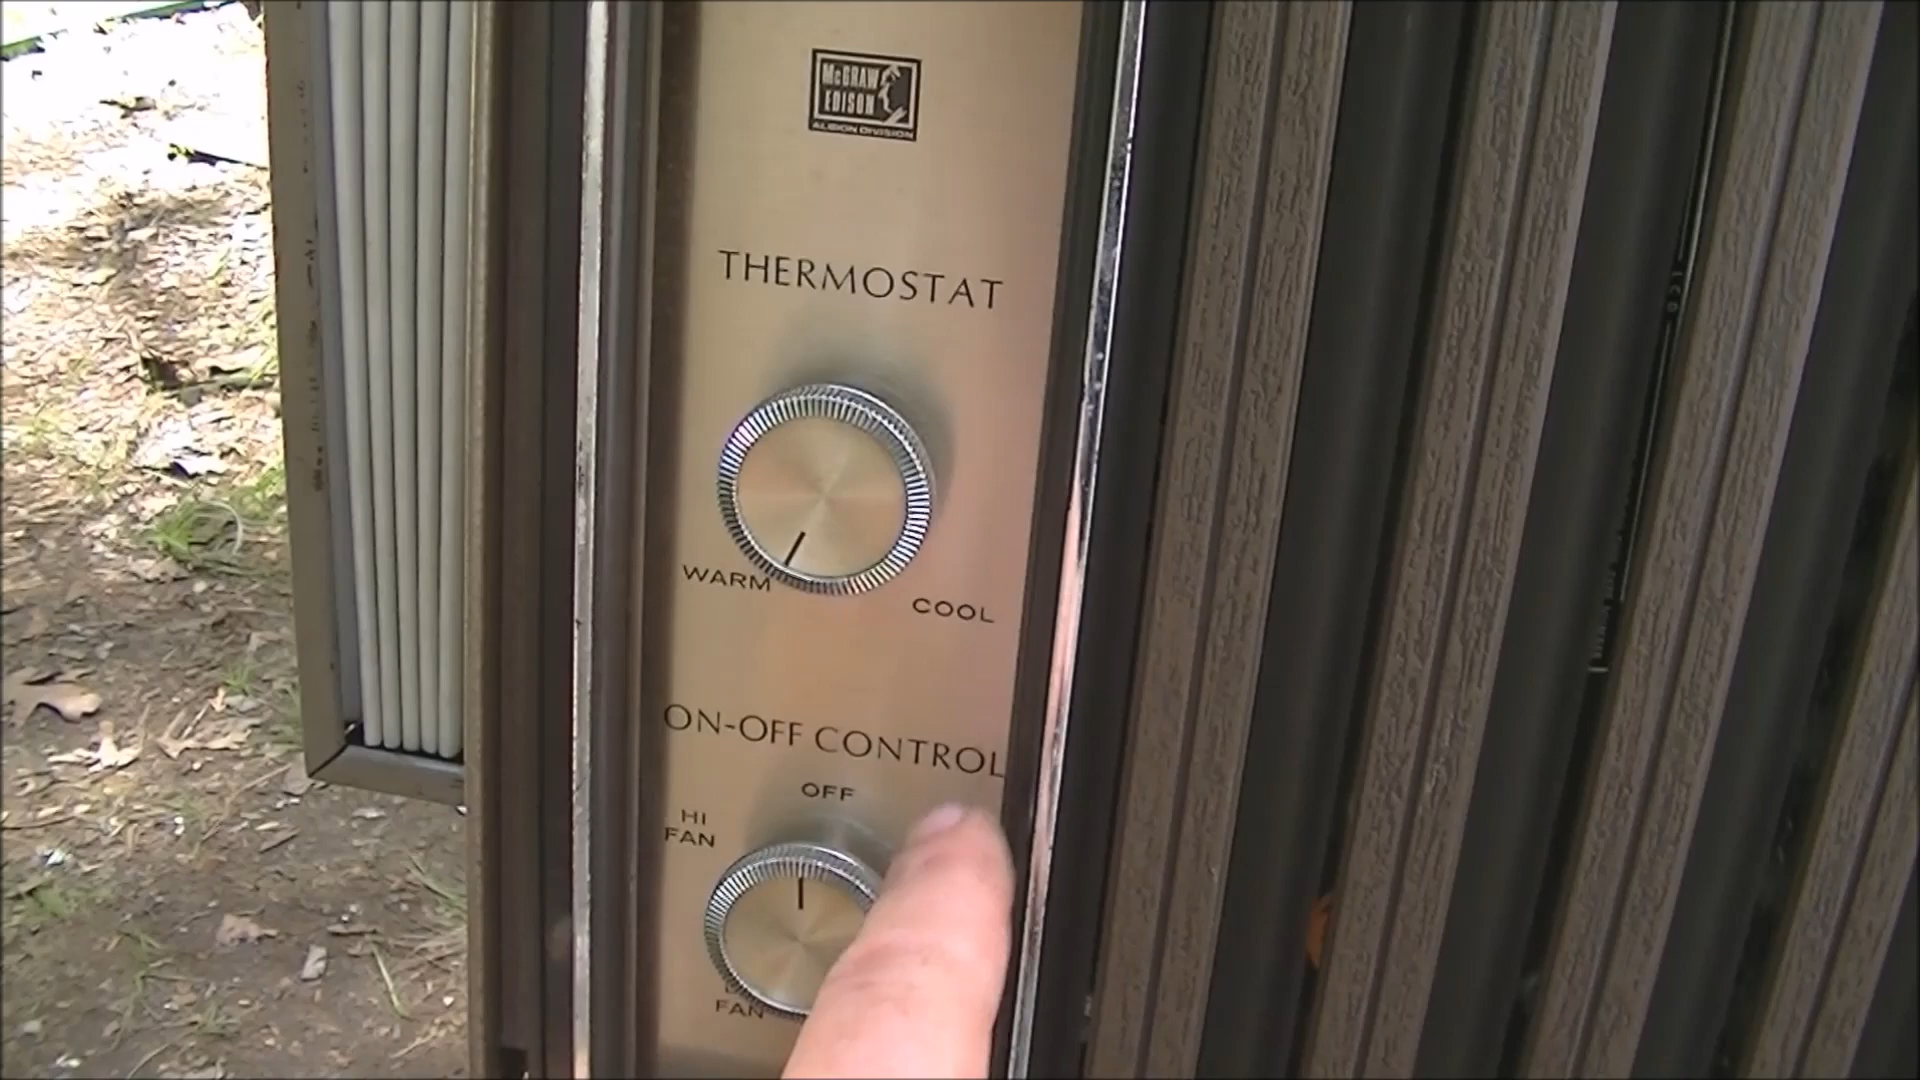 McGRAW
EDISON
ALBION DIVISION
THERMOSTAT
WARM
COOL
ON-OFF CONTROL
OFF
HI
FAN
FAN